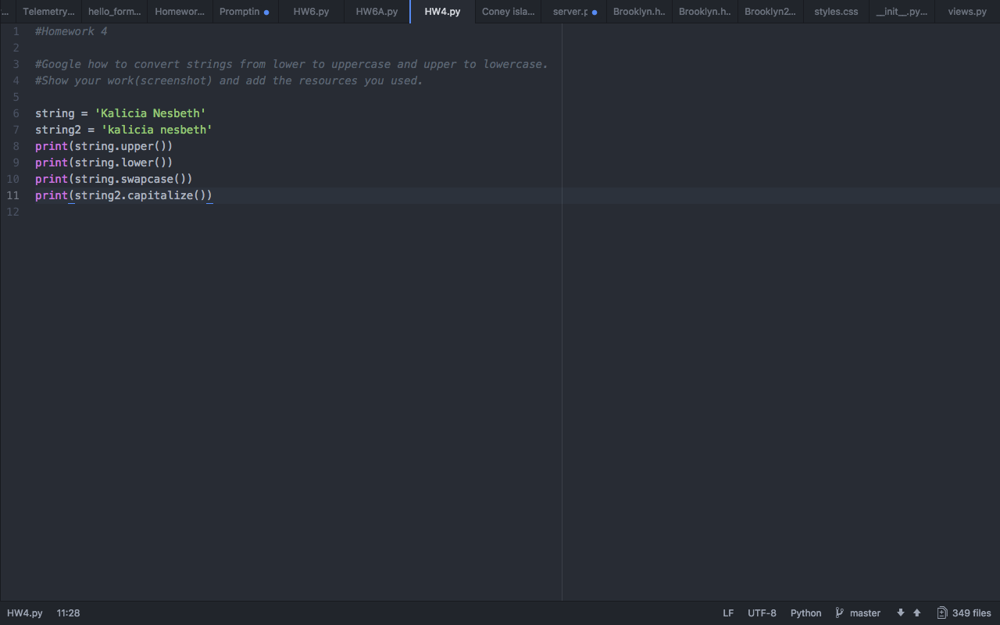 ... Telemetry... hello_form... Homewor... Promptin HW6.py HW6A.py HW4.py Coney isla... server.p Brooklyn.h.. Brooklyn.h.. Brooklyn2... styles.css __init__.py... views.py
1 #Homework 4
2
3 #Google how to convert strings from lower to uppercase and upper to lowercase.
4 #Show your work(screenshot) and add the resources you used.
5
6 string = 'Kalicia Nesbeth'
7 string2 = 'kalicia nesbeth'
8 print(string.upper())
9 print(string.lower())
10 print(string.swapcase())
11 print(string2.capitalize())
12
HW4.py 11:28 LF UTF-8 Python master 349 files